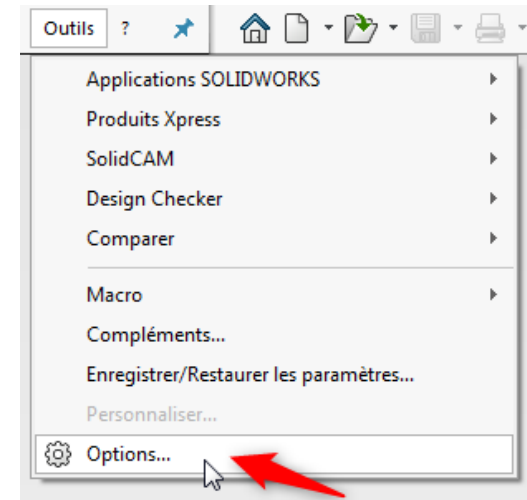 Outils ?
Applications SOLIDWORKS
Produits Xpress
SolidCAM
Design Checker
Comparer
Macro
Compléments...
Enregistrer/Restaurer les paramètres...
Personnaliser...
Options...